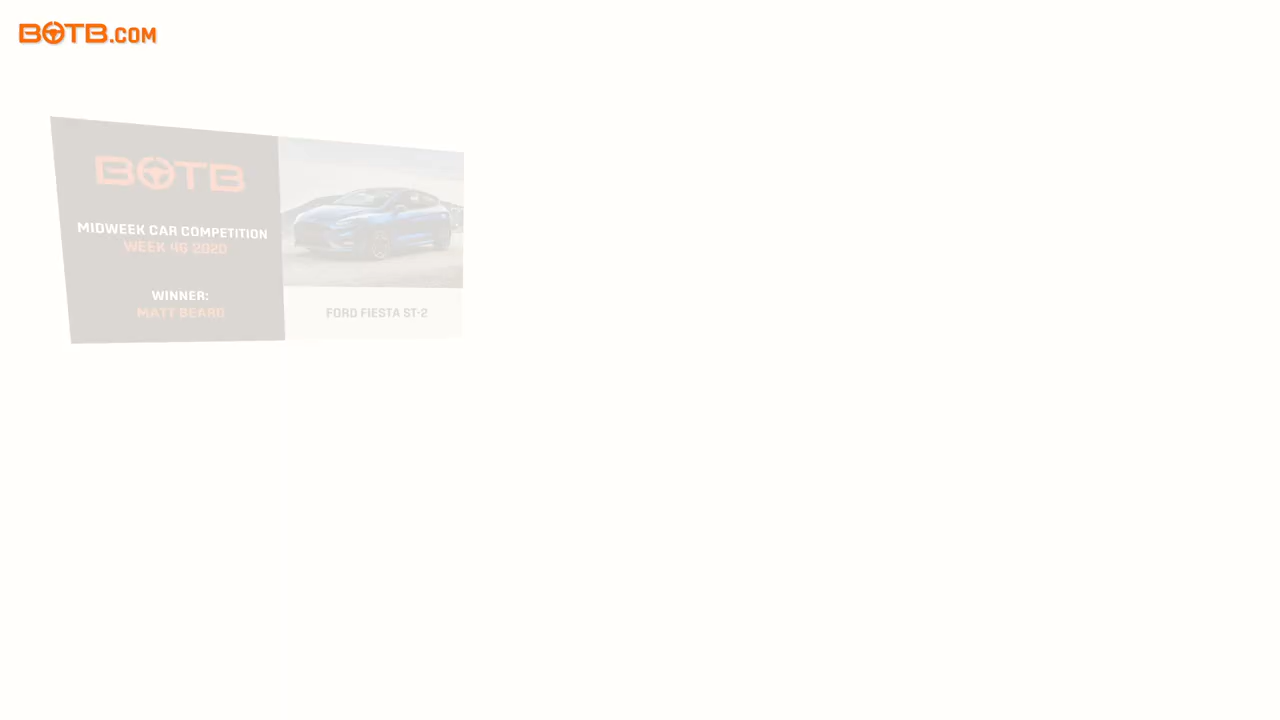 BOTB.COM
BOTB
MIDWEEK CAR COMPETITION
WEEK 46 2020
WINNER:
MATT BEARD
FORD FIESTA ST-2